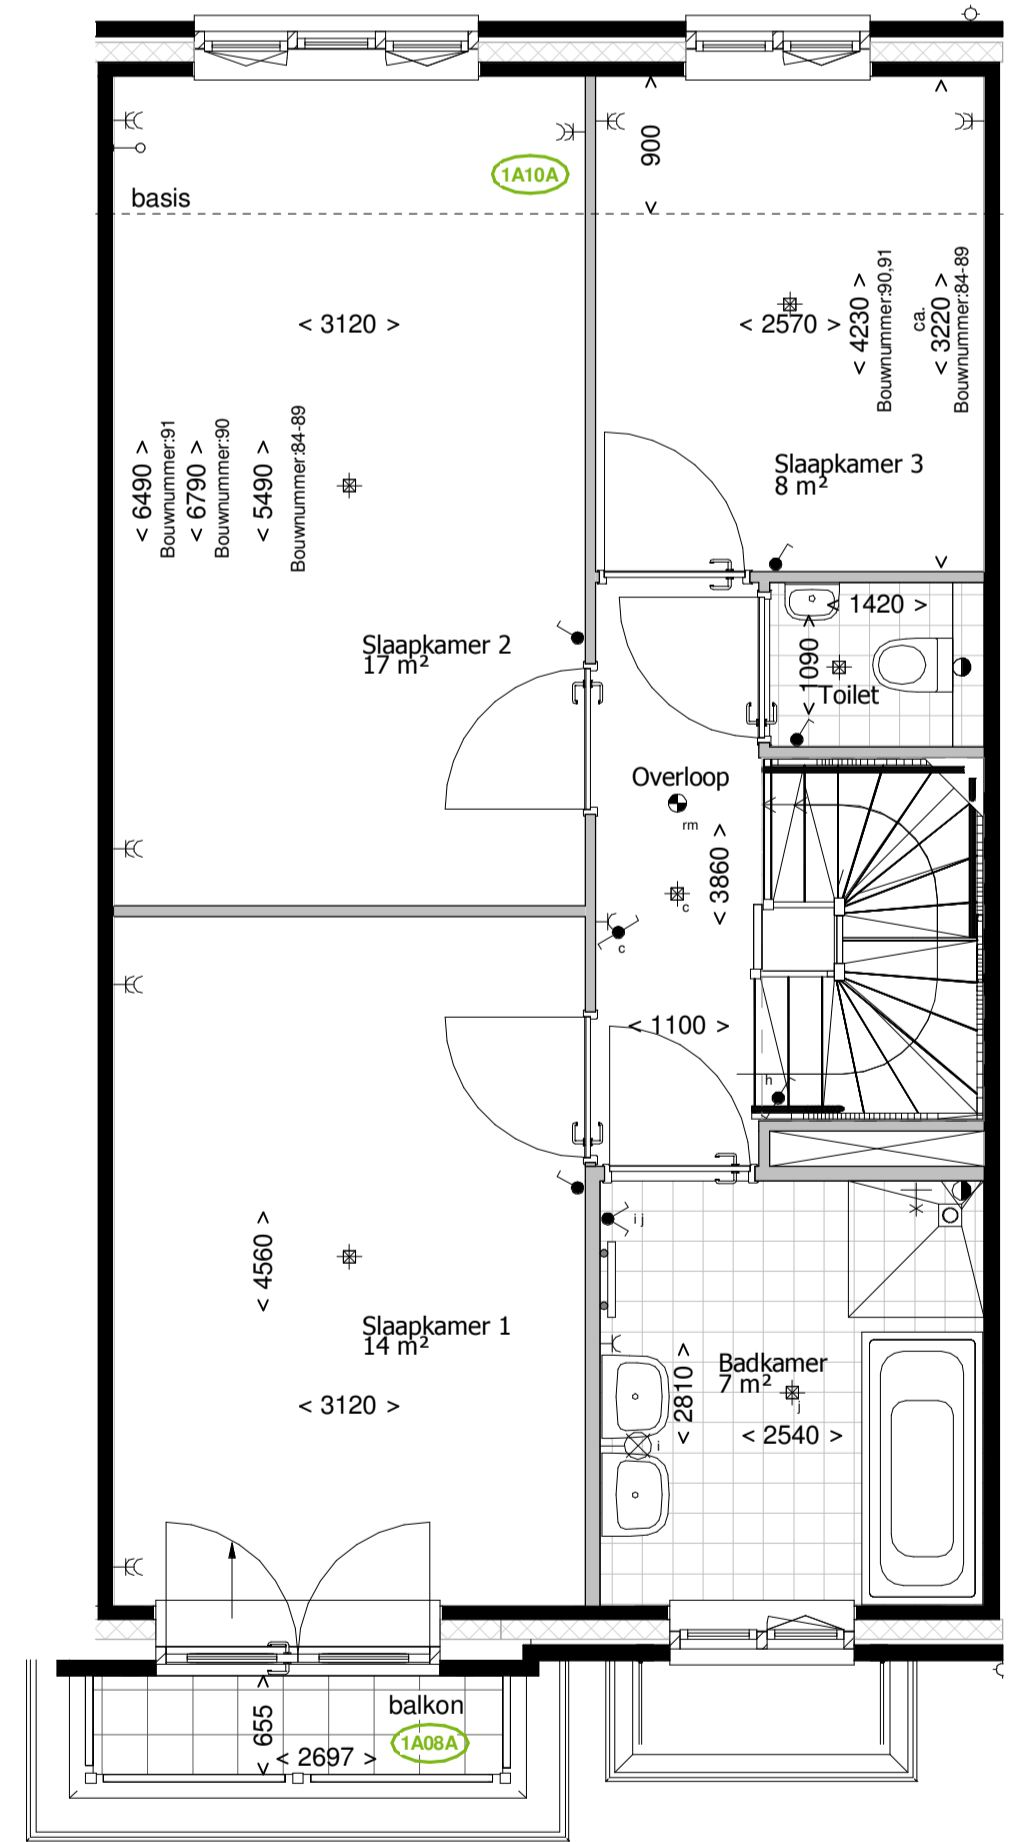 900
1A10A
basis
< 3120 >
< 2570 >
< 4230 >
Bouwnummer:90,91
ca.
< 3220 >
Bouwnummer:84-89
< 6490 >
Bouwnummer:91
< 6790 >
Bouwnummer:90
< 5490 >
Bouwnummer:84-89
Slaapkamer 3
8 m²
< 1420 >
< 1090 >
Toilet
Slaapkamer 2
17 m²
Overloop
rm
< 3860 >
c
c
< 1100 >
h
i j
< 4560 >
Slaapkamer 1
14 m²
< 3120 >
Badkamer
7 m²
< 2810 >
j
< 2540 >
i
balkon
< 655 >
1A08A
< 2697 >